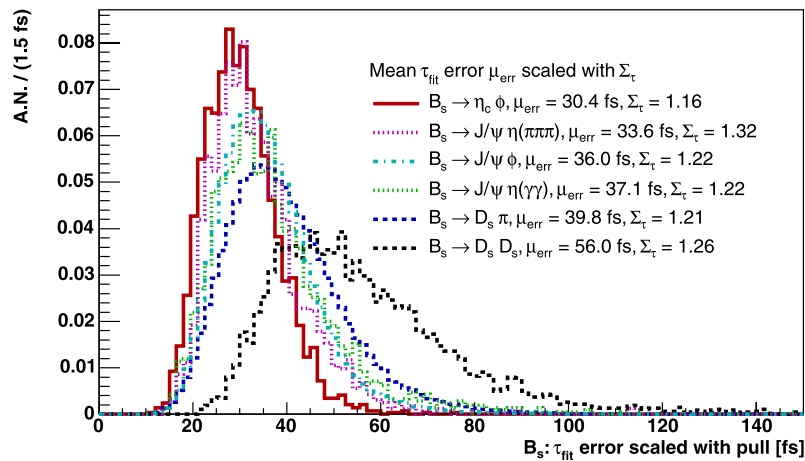 A.N. / (1.5 fs)
0.08
0.07
0.06
0.05
0.04
0.03
0.02
0.01
0
Mean τfit error μerr scaled with Στ
Bs → ηc ϕ, μerr = 30.4 fs, Στ = 1.16
Bs → J/ψ η(πππ), μerr = 33.6 fs, Στ = 1.32
Bs → J/ψ ϕ, μerr = 36.0 fs, Στ = 1.22
Bs → J/ψ η(γγ), μerr = 37.1 fs, Στ = 1.22
Bs → Ds π, μerr = 39.8 fs, Στ = 1.21
Bs → Ds Ds, μerr = 56.0 fs, Στ = 1.26
0 20 40 60 80 100 120 140
Bs: τfit error scaled with pull [fs]